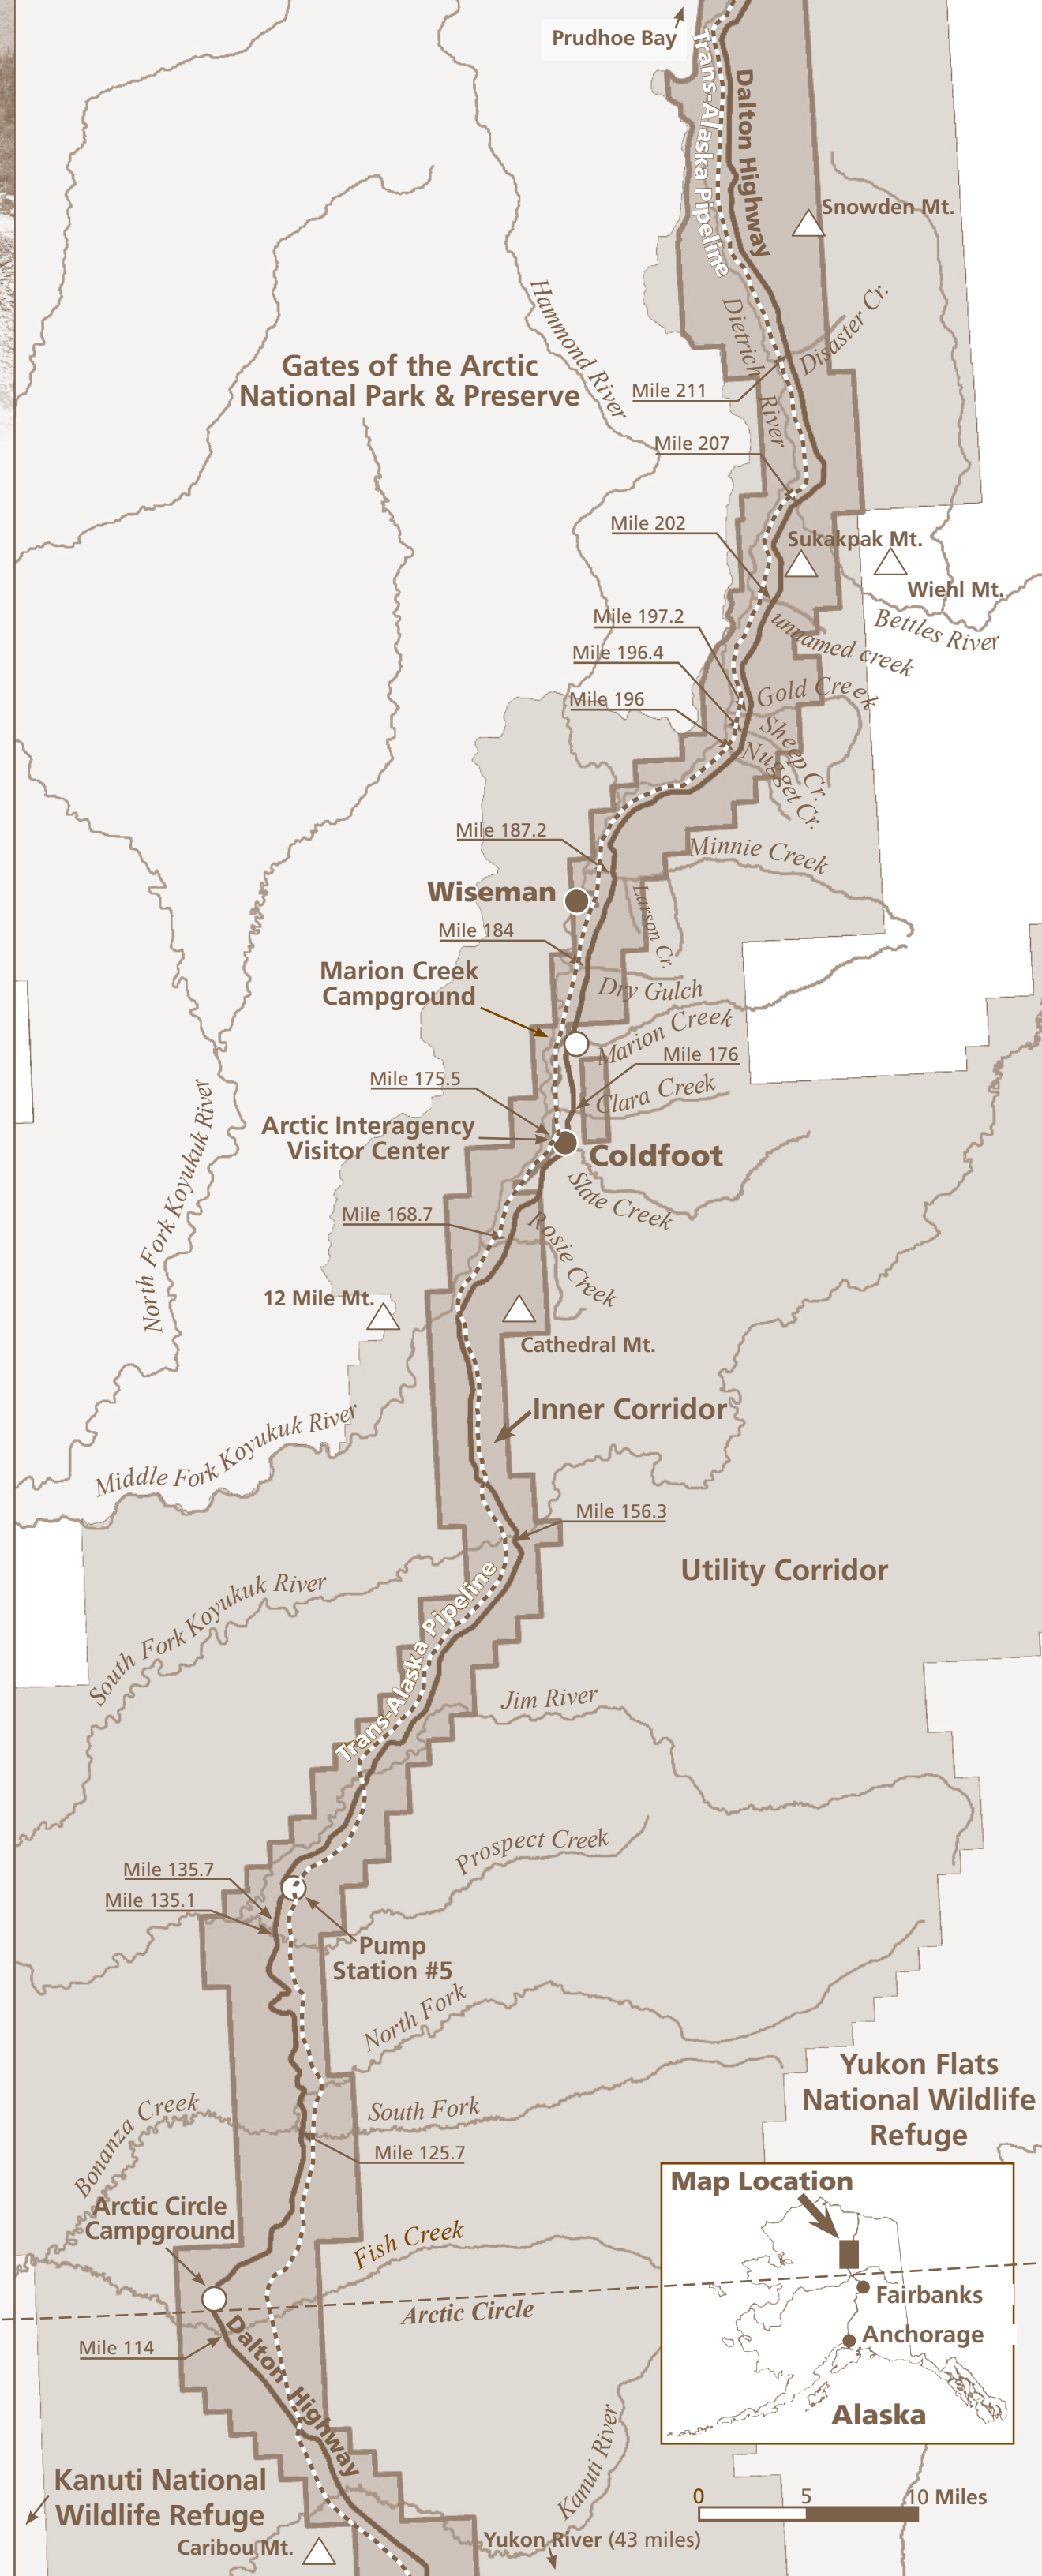 Prudhoe Bay
Trans-Alaska Pipeline
Dalton Highway
Snowden Mt.
Hammond River
Dietrich River
Disaster Cr.
Gates of the Arctic
National Park & Preserve
Mile 211
Mile 207
Mile 202
Sukakpak Mt.
Wiehl Mt.
Bettles River
Mile 197.2
unnamed creek
Mile 196.4
Mile 196
Gold Creek
Sheep Cr.
Nugget Cr.
Mile 187.2
Minnie Creek
Wiseman
Larson Cr.
Mile 184
Marion Creek
Campground
Dry Gulch
Marion Creek
Mile 176
Mile 175.5
Clara Creek
Arctic Interagency
Visitor Center
Coldfoot
North Fork Koyukuk River
Slate Creek
Mile 168.7
Rosie Creek
12 Mile Mt.
Cathedral Mt.
Inner Corridor
Middle Fork Koyukuk River
Mile 156.3
Utility Corridor
South Fork Koyukuk River
Trans-Alaska Pipeline
Jim River
Prospect Creek
Mile 135.7
Mile 135.1
Pump
Station #5
North Fork
Yukon Flats
National Wildlife
Refuge
Bonanza Creek
South Fork
Mile 125.7
Map Location
Arctic Circle
Campground
Fish Creek
Fairbanks
Arctic Circle
Anchorage
Mile 114
Dalton Highway
Alaska
Kanuti River
Kanuti National
Wildlife Refuge
0 5 10 Miles
Yukon River (43 miles)
Caribou Mt.